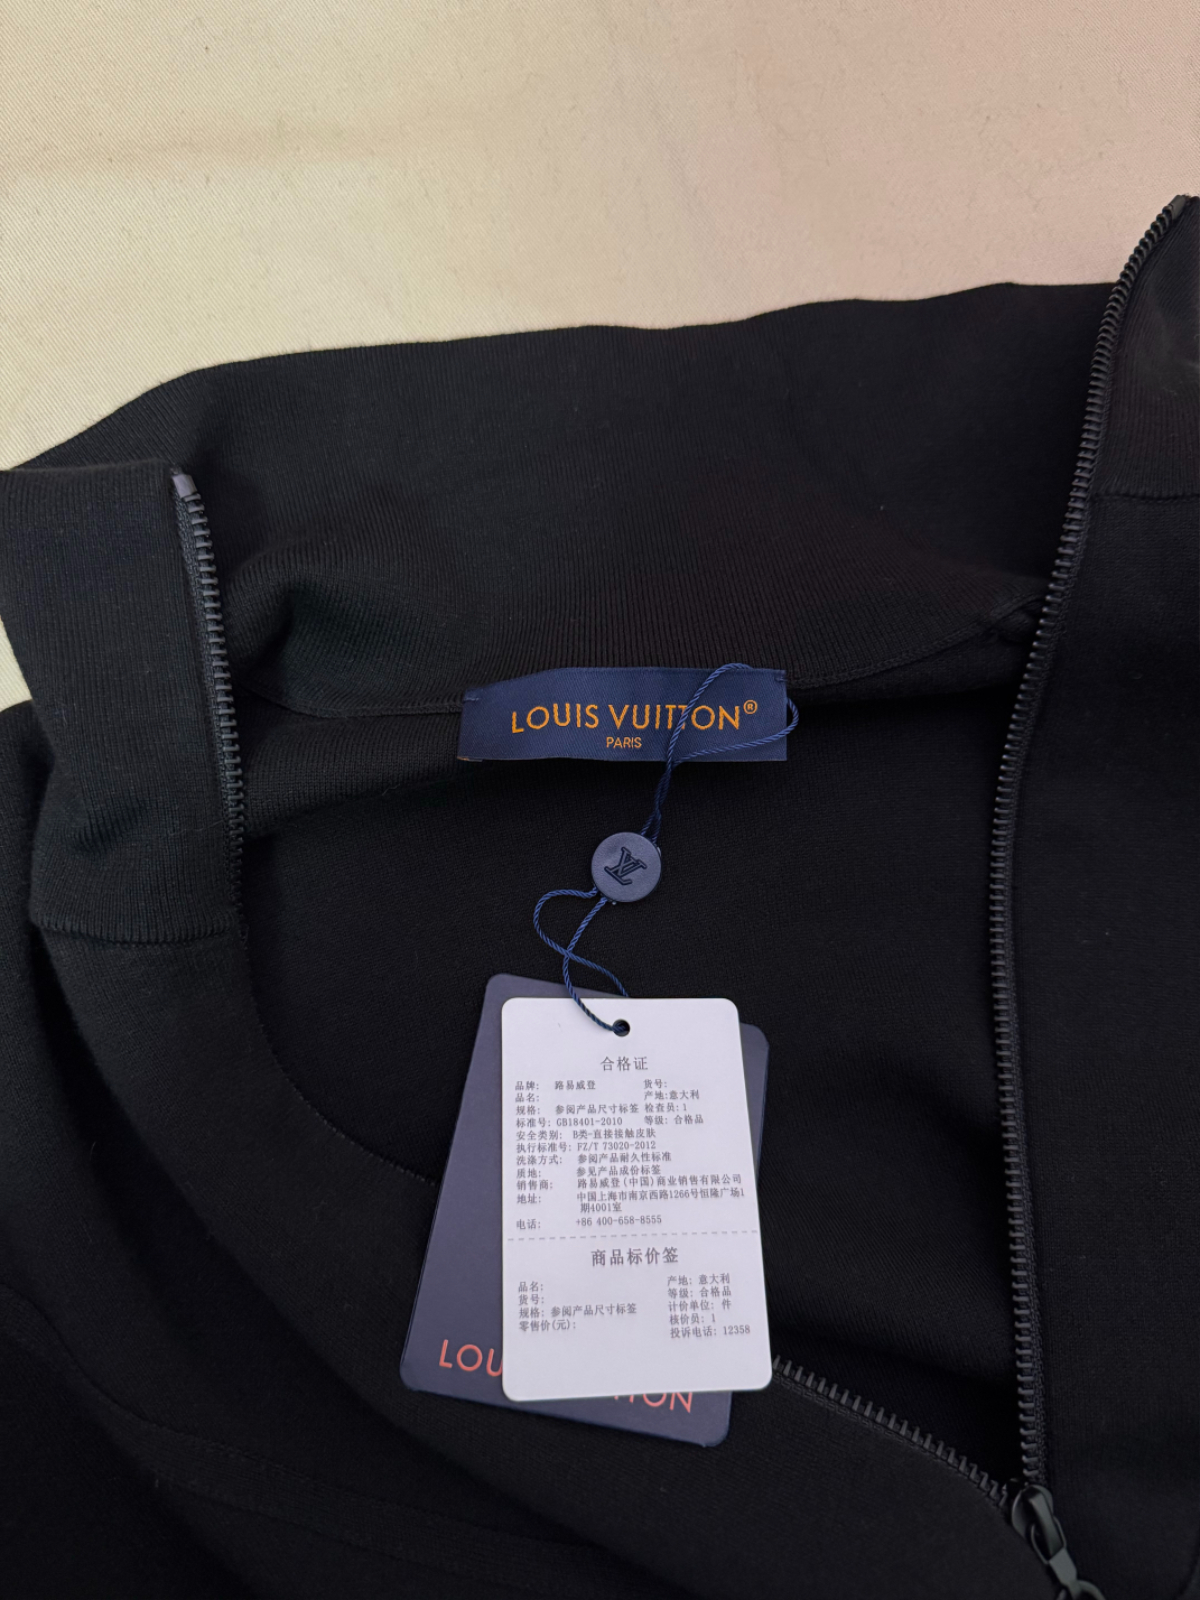 LOUIS VUITTON®
PARIS
LV
合格证
品牌: 路易威登 货号:
品名: 产地:意大利
规格: 参阅产品尺寸标签 检查员:1
标准号: GB18401-2010 等级: 合格品
安全类别: B类-直接接触皮肤
执行标准号: FZ/T 73020-2012
洗涤方式: 参阅产品耐久性标准
质地: 参见产品成份标签
销售商: 路易威登(中国)商业销售有限公司
地址: 中国上海市南京西路1266号恒隆广场1
期4001室
电话: +86 400-658-8555
商品标价签
品名: 产地: 意大利
货号: 等级: 合格品
规格: 参阅产品尺寸标签 计价单位: 件
零售价(元): 核价员: 1
投诉电话: 12358
LOU TON